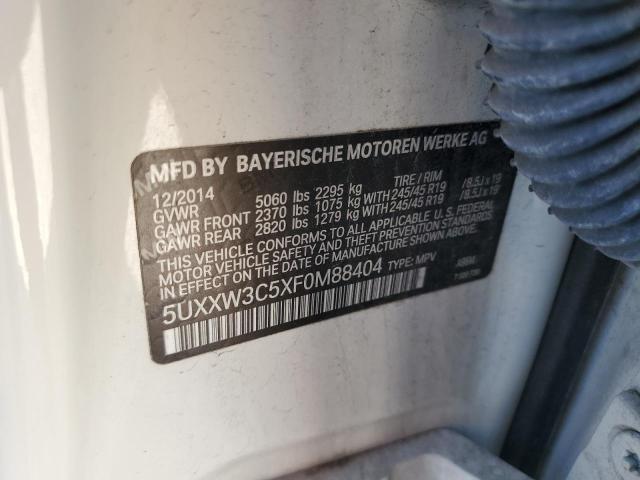 MFD BY BAYERISCHE MOTOREN WERKE AG
12/2014 TIRE / RIM
GVWR 5060 lbs 2295 kg
GAWR FRONT 2370 lbs 1075 kg WITH 245/45 R19 /8.5J x 19
GAWR REAR 2820 lbs 1279 kg WITH 245/45 R19 /8.5J x 19
THIS VEHICLE CONFORMS TO ALL APPLICABLE U.S. FEDERAL
MOTOR VEHICLE SAFETY AND THEFT PREVENTION STANDARDS
IN EFFECT ON THE DATE OF MANUFACTURE SHOWN ABOVE.
5UXXW3C5XF0M88404 TYPE: MPV